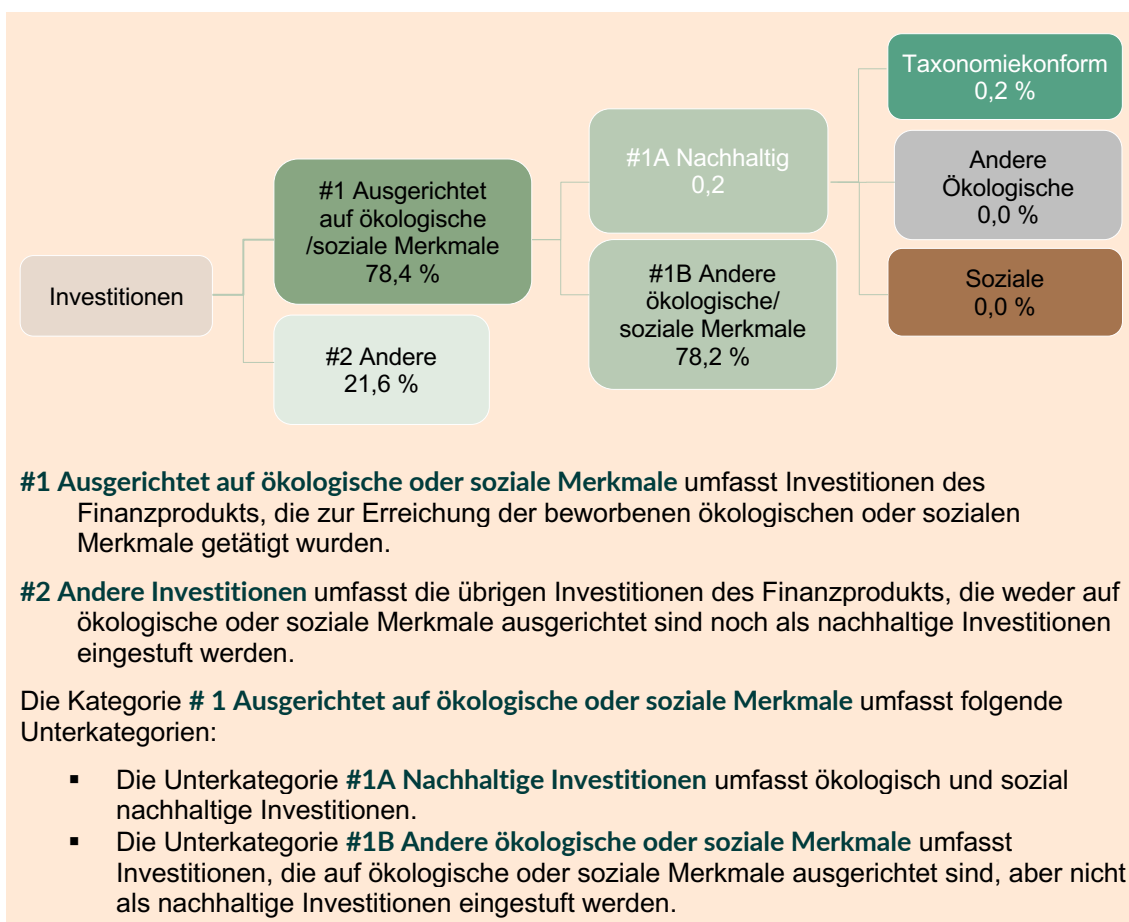 Taxonomiekonform
0,2 %
#1A Nachhaltig
0,2
Andere
Ökologische
0,0 %
#1 Ausgerichtet
auf ökologische
/soziale Merkmale
78,4 %
Investitionen
#1B Andere
ökologische/
soziale Merkmale
78,2 %
Soziale
0,0 %
#2 Andere
21,6 %
#1 Ausgerichtet auf ökologische oder soziale Merkmale umfasst Investitionen des
Finanzprodukts, die zur Erreichung der beworbenen ökologischen oder sozialen
Merkmale getätigt wurden.
#2 Andere Investitionen umfasst die übrigen Investitionen des Finanzprodukts, die weder auf
ökologische oder soziale Merkmale ausgerichtet sind noch als nachhaltige Investitionen
eingestuft werden.
Die Kategorie # 1 Ausgerichtet auf ökologische oder soziale Merkmale umfasst folgende
Unterkategorien:
▪ Die Unterkategorie #1A Nachhaltige Investitionen umfasst ökologisch und sozial
nachhaltige Investitionen.
▪ Die Unterkategorie #1B Andere ökologische oder soziale Merkmale umfasst
Investitionen, die auf ökologische oder soziale Merkmale ausgerichtet sind, aber nicht
als nachhaltige Investitionen eingestuft werden.